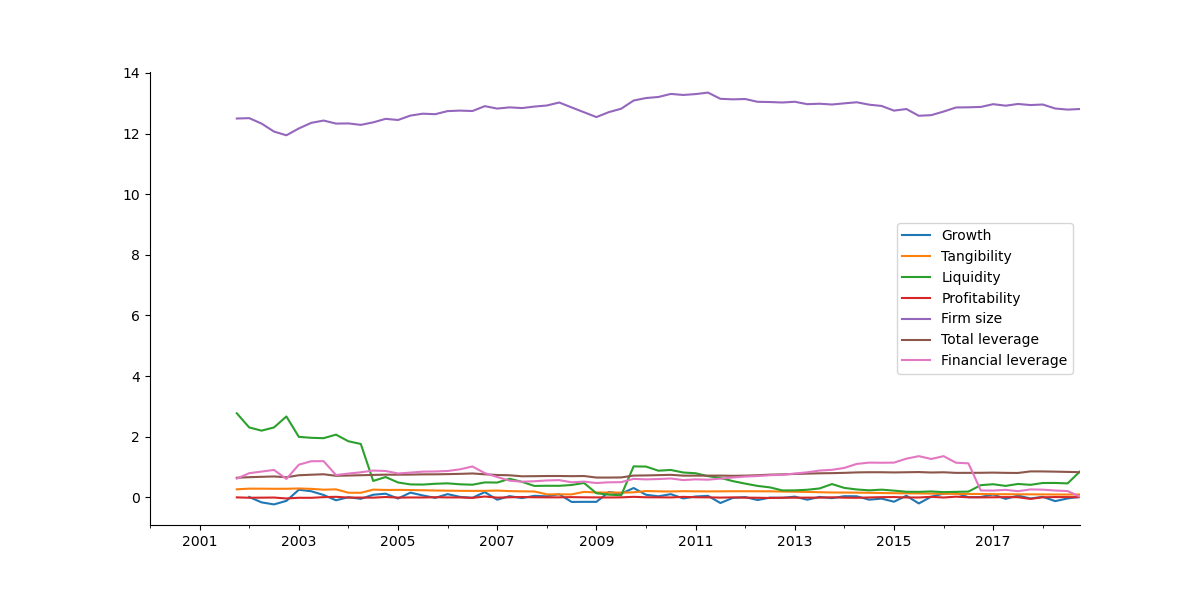 14
12
10
8
6
4
2
0
Growth
Tangibility
Liquidity
Profitability
Firm size
Total leverage
Financial leverage
2001 2003 2005 2007 2009 2011 2013 2015 2017